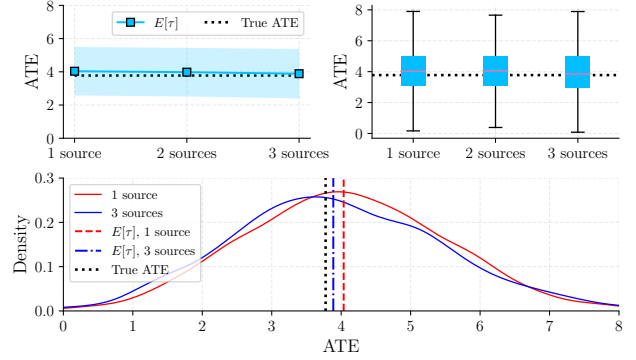 8
6
4
2
0
ATE
E[τ]
True ATE
1 source
2 sources
3 sources
8
6
4
2
0
ATE
1 source
2 sources
3 sources
0.3
0.2
0.1
0.0
Density
1 source
3 sources
E[τ], 1 source
E[τ], 3 sources
True ATE
0 1 2 3 4 5 6 7 8
ATE